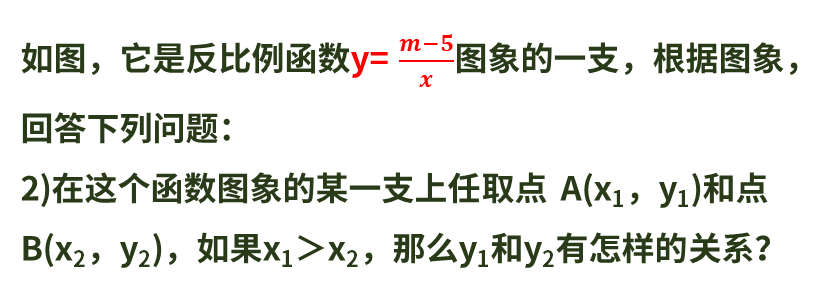 如图，它是反比例函数y= \frac{m-5}{x}图象的一支，根据图象，
回答下列问题：
2)在这个函数图象的某一支上任取点 A(x₁，y₁)和点
B(x₂，y₂)，如果x₁＞x₂，那么y₁和y₂有怎样的关系？